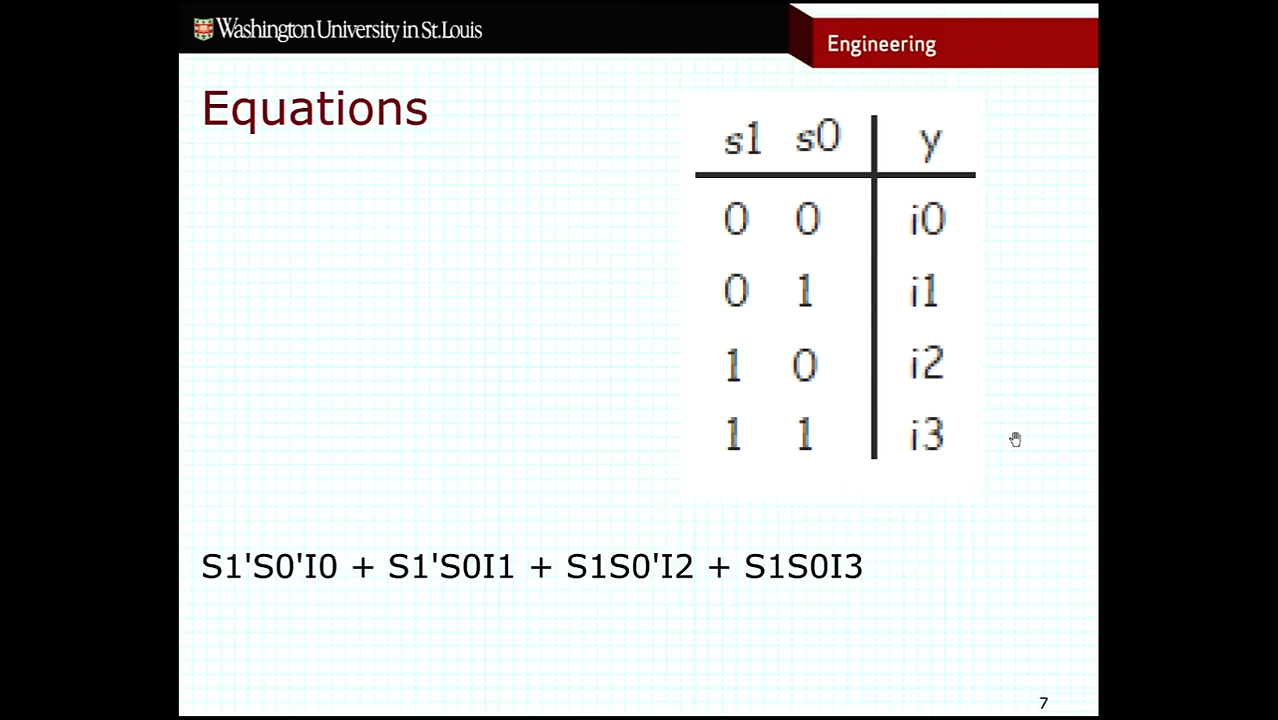 Washington University in St. Louis
Engineering
Equations
s1 s0 y
0 0 i0
0 1 i1
1 0 i2
1 1 i3
S1'S0'I0 + S1'S0I1 + S1S0'I2 + S1S0I3
7